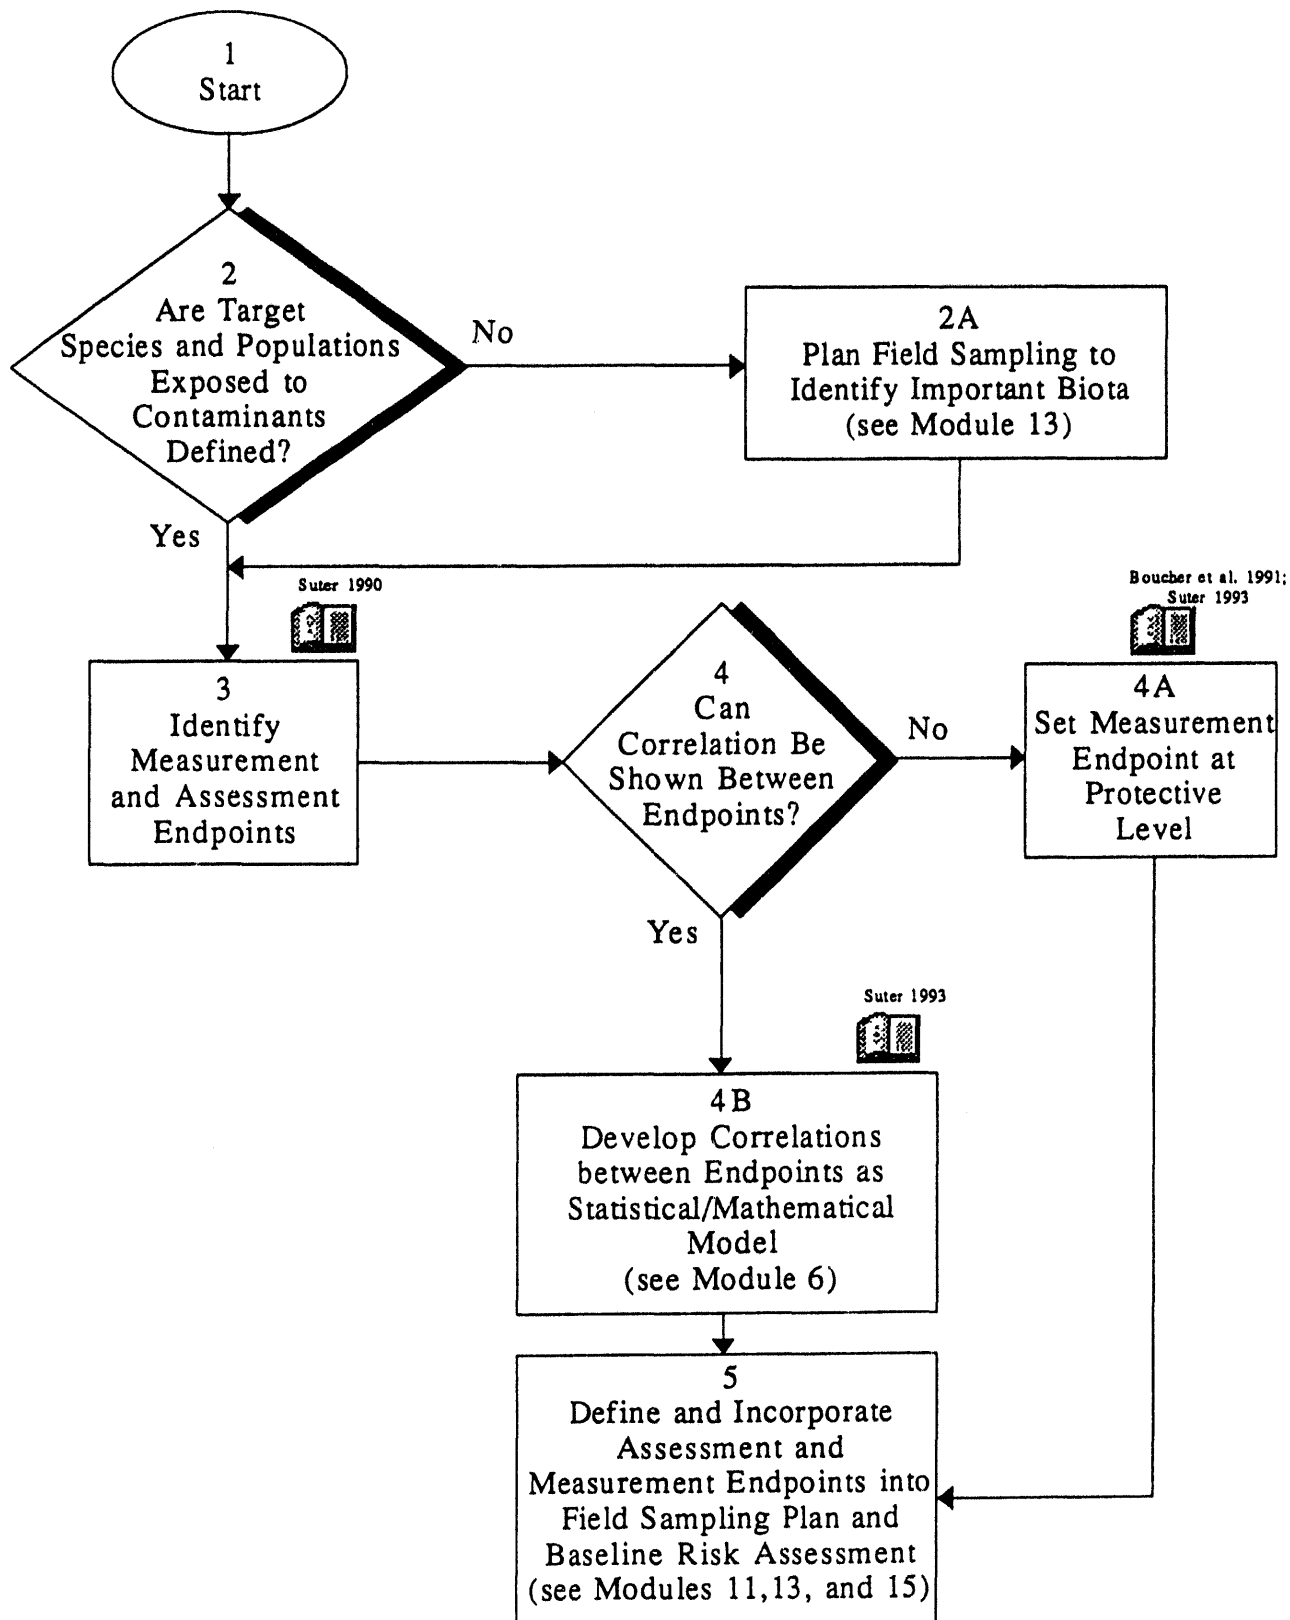 1
Start
2
Are Target
Species and Populations
Exposed to
Contaminants
Defined?
No
2A
Plan Field Sampling to
Identify Important Biota
(see Module 13)
Yes
Suter 1990
3
Identify
Measurement
and Assessment
Endpoints
4
Can
Correlation Be
Shown Between
Endpoints?
No
Boucher et al. 1991;
Suter 1993
4A
Set Measurement
Endpoint at
Protective
Level
Yes
Suter 1993
4B
Develop Correlations
between Endpoints as
Statistical/Mathematical
Model
(see Module 6)
5
Define and Incorporate
Assessment and
Measurement Endpoints into
Field Sampling Plan and
Baseline Risk Assessment
(see Modules 11,13, and 15)